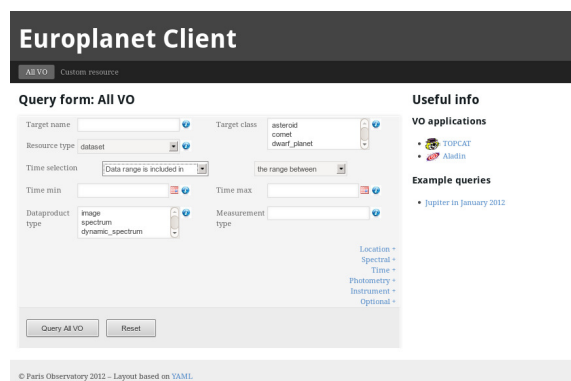 Europlanet Client
All VO Custom resource
Query form: All VO
Target name
Target class
asteroid
comet
dwarf_planet
Resource type dataset
Time selection Data range is included in the range between
Time min
Time max
Dataproduct type
image
spectrum
dynamic_spectrum
Measurement type
Location +
Spectral +
Time +
Photometry +
Instrument +
Optional +
Query All VO Reset
Useful info
VO applications
TOPCAT
Aladin
Example queries
Jupiter in January 2012
© Paris Observatory 2012 – Layout based on YAML